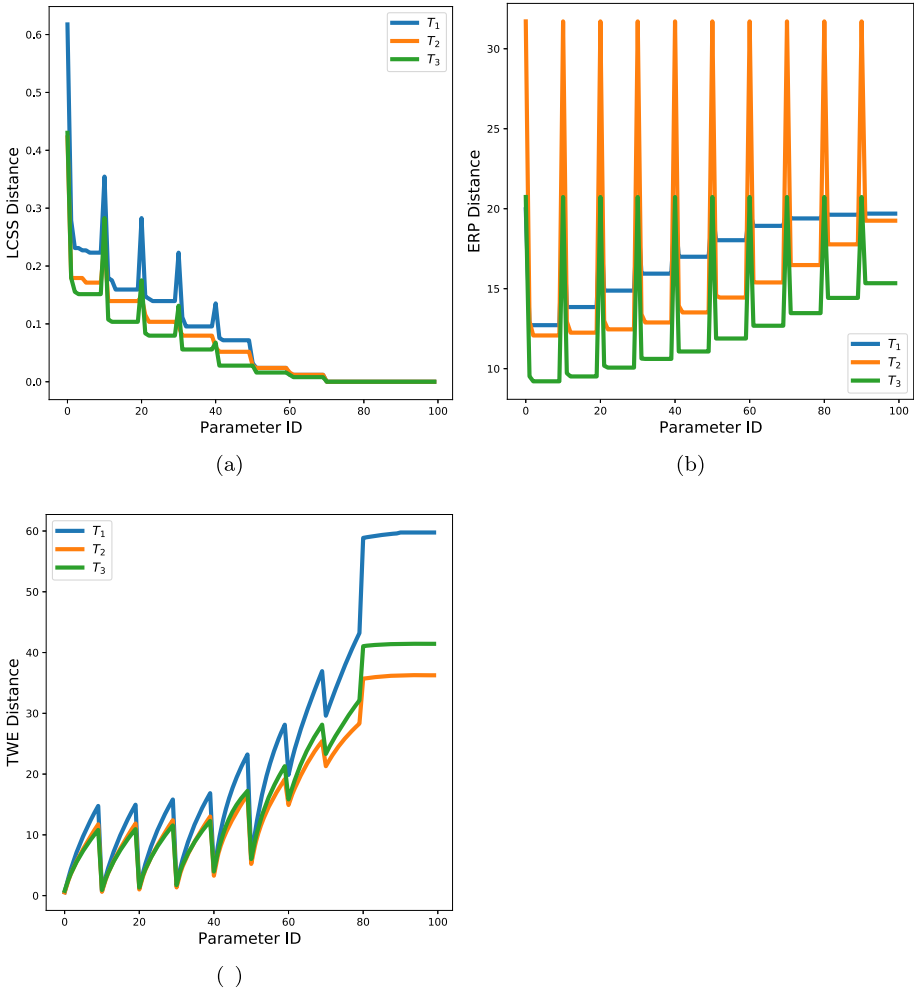 0.6
0.5
0.4
0.3
0.2
0.1
0.0
LCSS Distance
T1
T2
T3
0 20 40 60 80 100
Parameter ID
(a)
30
25
20
15
10
ERP Distance
T1
T2
T3
0 20 40 60 80 100
Parameter ID
(b)
60
50
40
30
20
10
0
TWE Distance
T1
T2
T3
0 20 40 60 80 100
Parameter ID
( )